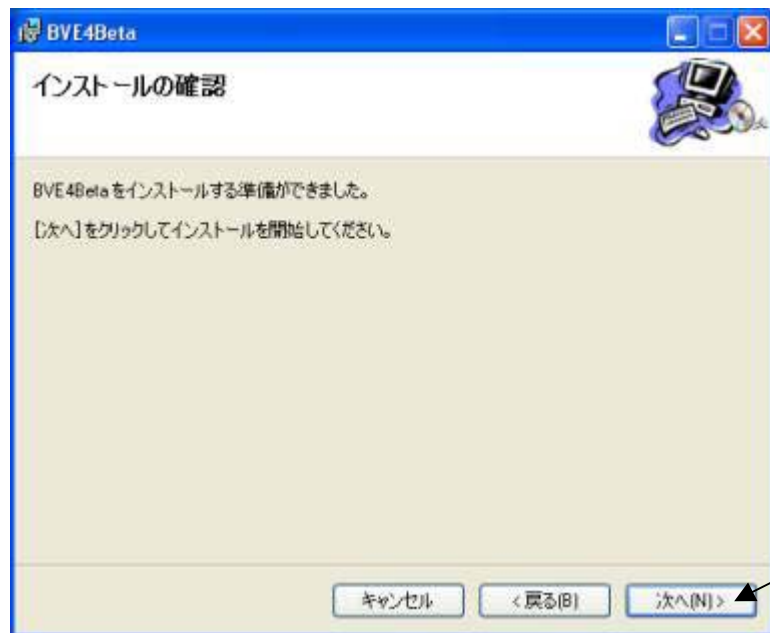 BVE4Beta
インストールの確認
BVE4Betaをインストールする準備ができました。
[次へ]をクリックしてインストールを開始してください。
キャンセル
<戻る(B)
次へ(N)>